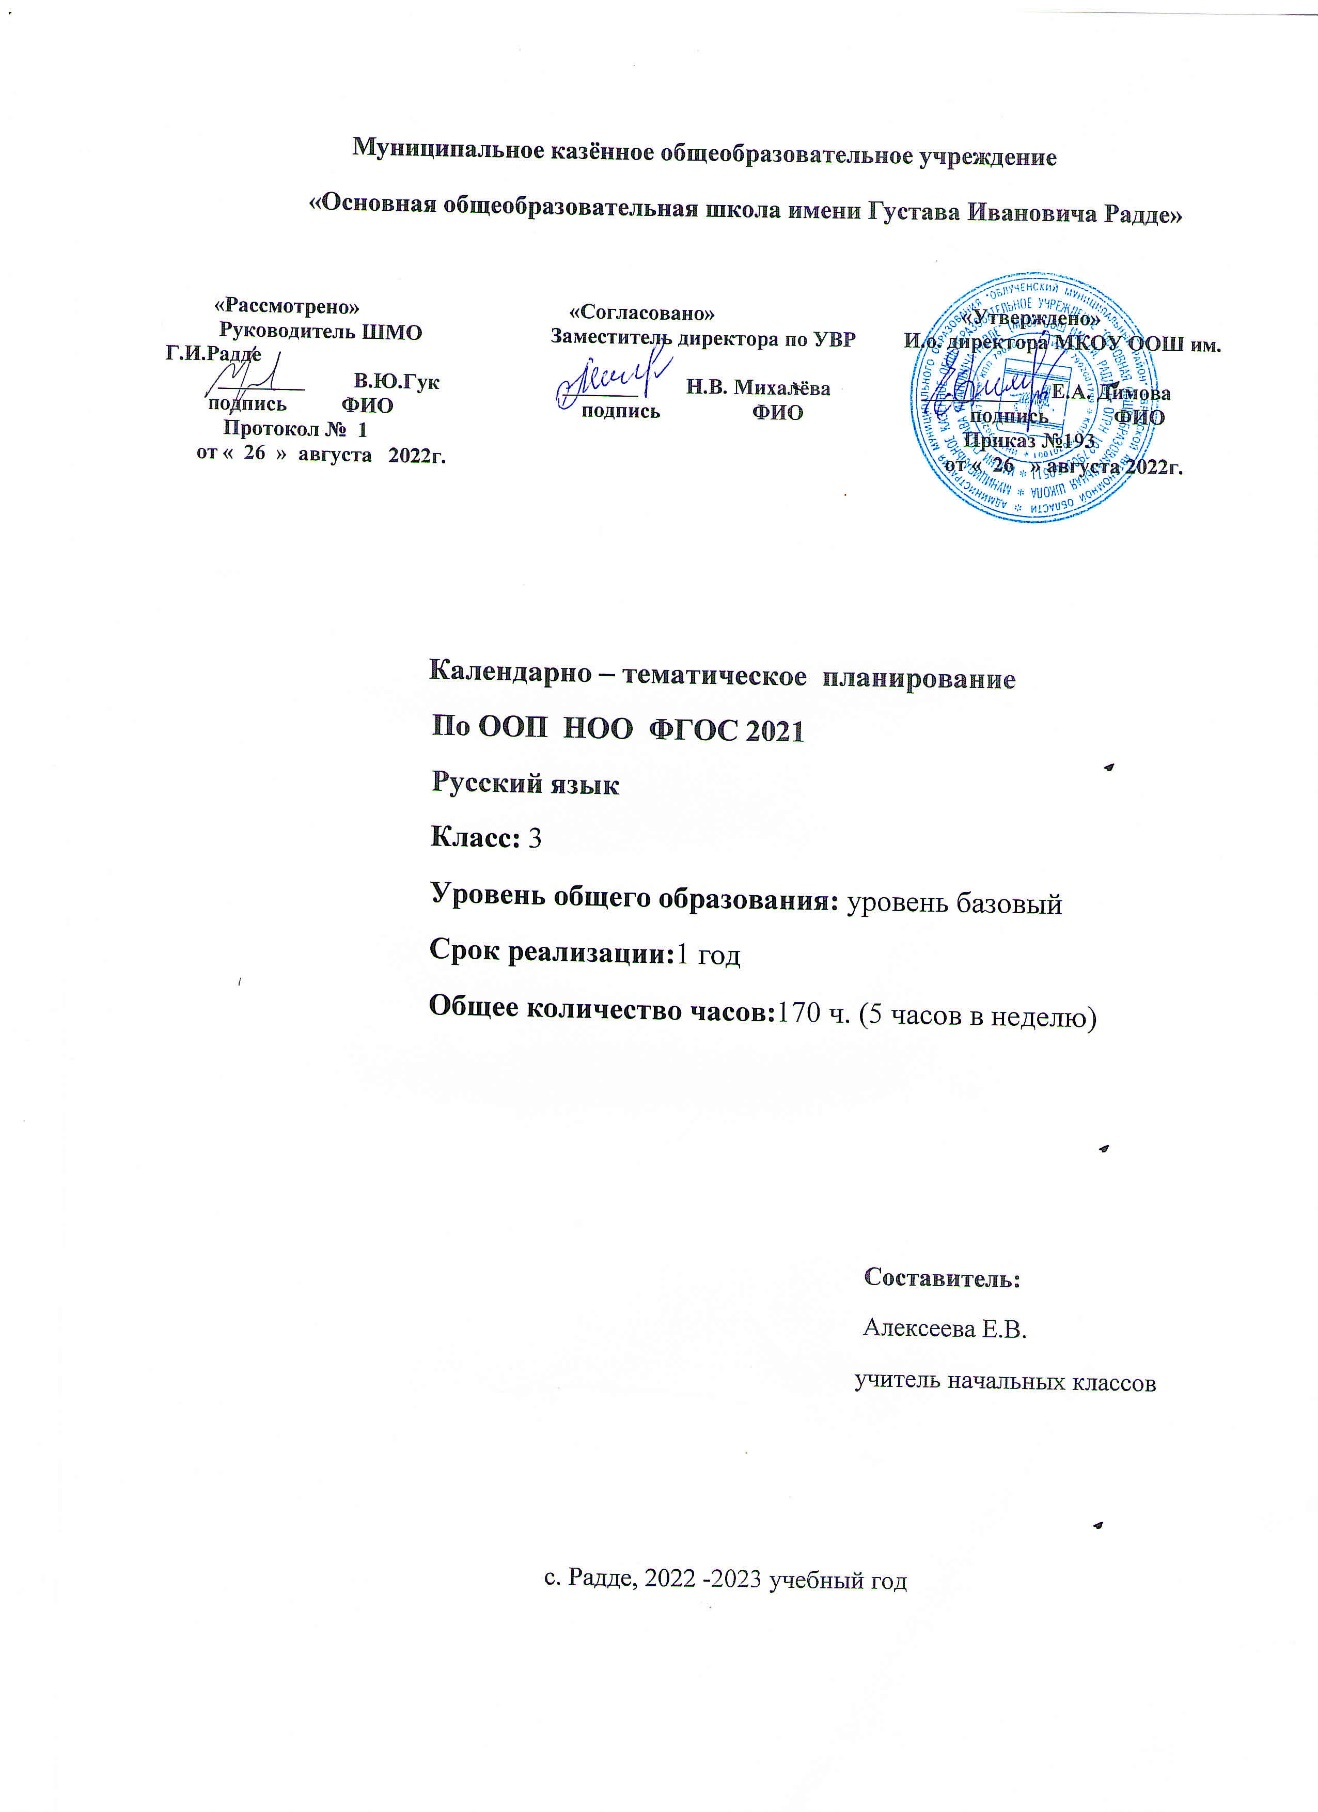 Муниципальное казённое общеобразовательное учреждение
«Основная общеобразовательная школа имени Густава Ивановича Радде»
«Рассмотрено» «Согласовано» «Утверждено»
Руководитель ШМО Заместитель директора по УВР И.о. директора МКОУ ООШ им.
Г.И.Радде
________ В.Ю.Гук _______ Н.В. Михалёва ________ Е.А. Димова
подпись ФИО подпись ФИО подпись ФИО
Протокол № 1 Приказ №193
от « 26 » августа 2022г. от « 26 » августа 2022г.
Календарно – тематическое планирование
По ООП НОО ФГОС 2021
Русский язык
Класс: 3
Уровень общего образования: уровень базовый
Срок реализации:1 год
Общее количество часов:170 ч. (5 часов в неделю)
Составитель:
Алексеева Е.В.
учитель начальных классов
с. Радде, 2022 -2023 учебный год